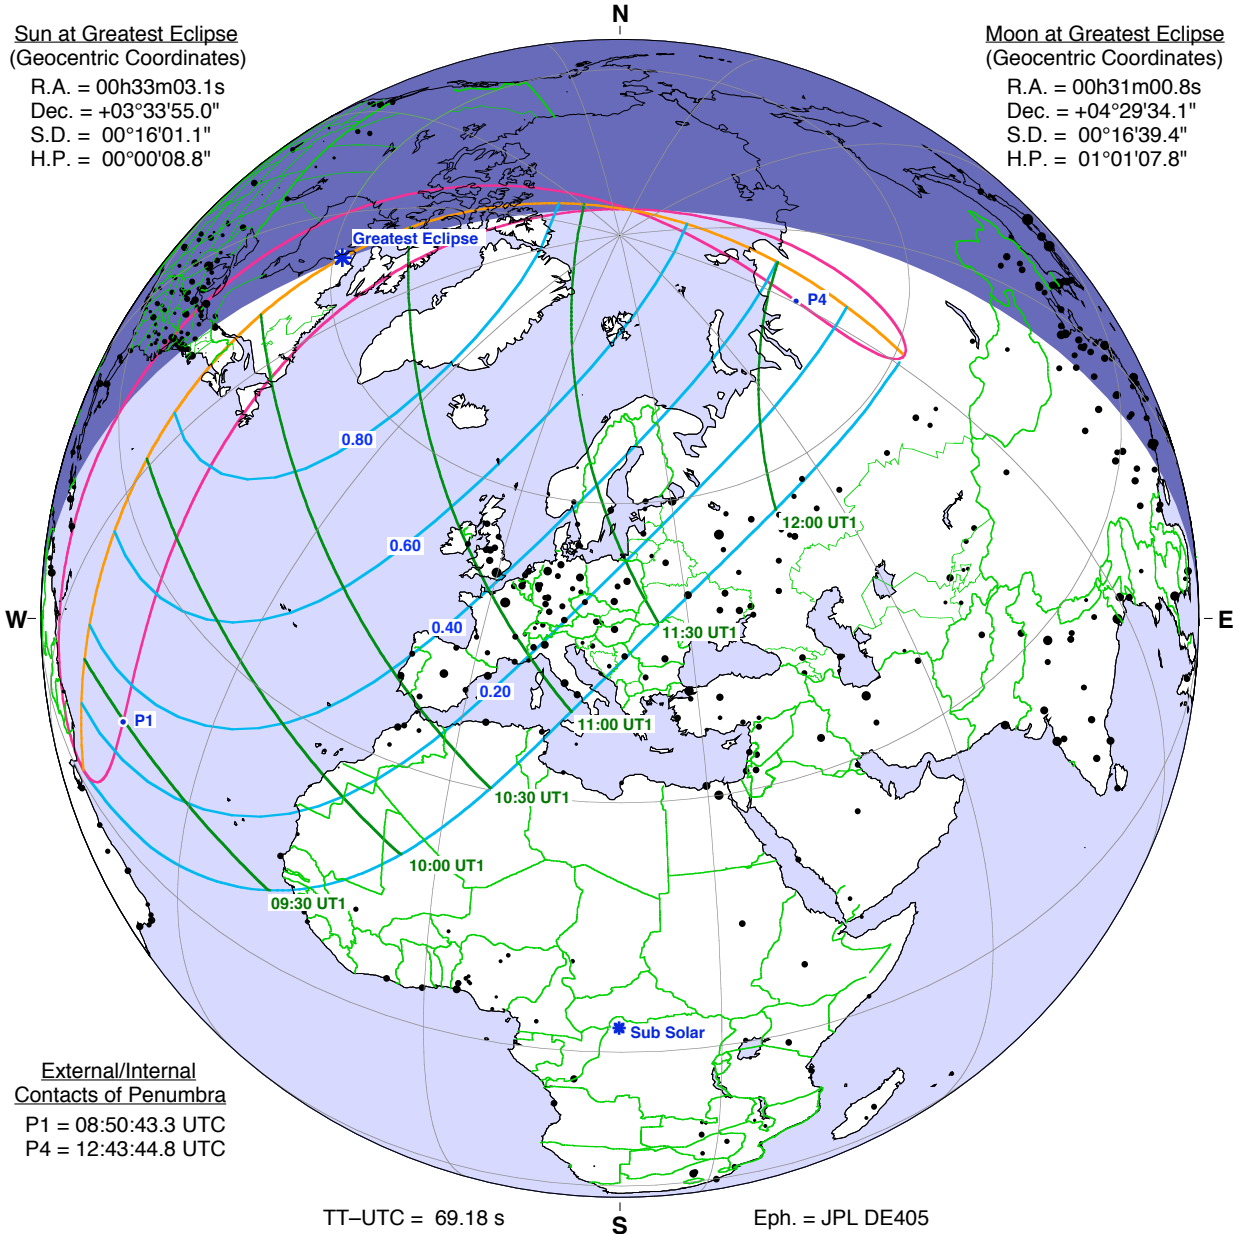 N
Sun at Greatest Eclipse
(Geocentric Coordinates)
R.A. = 00h33m03.1s
Dec. = +03°33'55.0"
S.D. = 00°16'01.1"
H.P. = 00°00'08.8"
Moon at Greatest Eclipse
(Geocentric Coordinates)
R.A. = 00h31m00.8s
Dec. = +04°29'34.1"
S.D. = 00°16'39.4"
H.P. = 01°01'07.8"
Greatest Eclipse
P4
0.80
12:00 UT1
0.60
W
E
0.40
11:30 UT1
0.20
P1
11:00 UT1
10:30 UT1
10:00 UT1
09:30 UT1
Sub Solar
External/Internal
Contacts of Penumbra
P1 = 08:50:43.3 UTC
P4 = 12:43:44.8 UTC
TT–UTC = 69.18 s
S
Eph. = JPL DE405